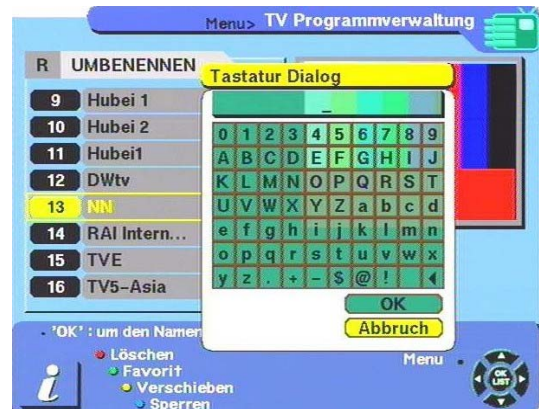 Menu> TV Programmverwaltung
R UMBENENNEN
Tastatur Dialog
9 Hubei 1
10 Hubei 2
11 Hubei1
12 DWtv
13 NN
14 RAI Intern...
15 TVE
16 TV5-Asia
_
0 1 2 3 4 5 6 7 8 9
A B C D E F G H I J
K L M N O P Q R S T
U V W X Y Z a b c d
e f g h i j k l m n
o p q r s t u v w x
y z . + - $ @ !
OK
Abbruch
'OK' : um den Namen
Löschen
Favorit
Verschieben
Sperren
Menu
OK
LIST
i